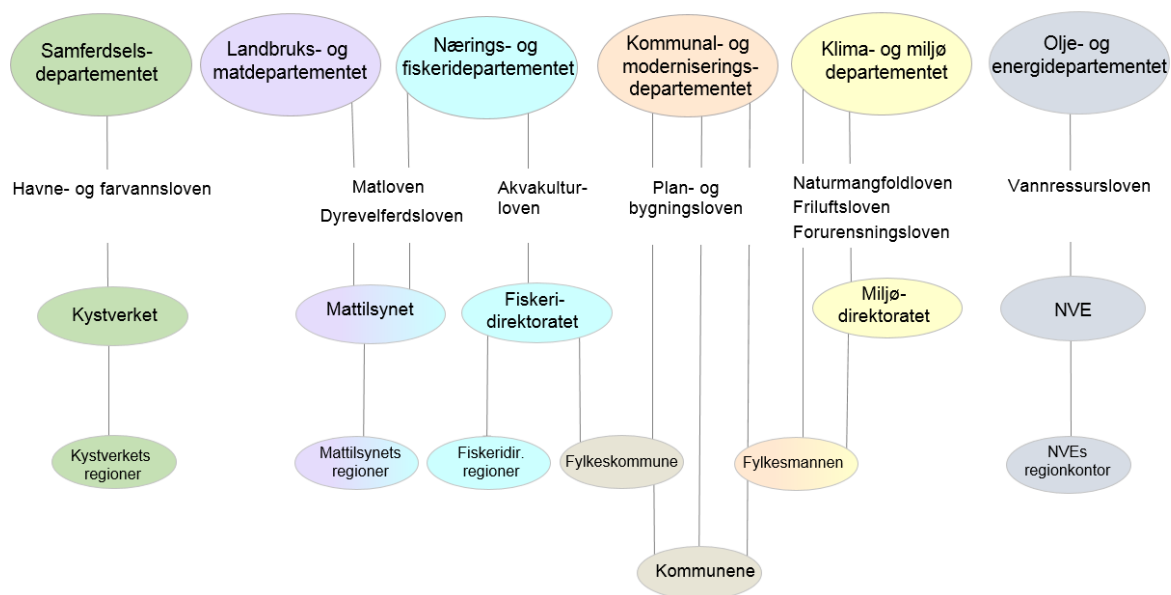 Samferdsels-
departementet
Landbruks- og
matdepartementet
Nærings- og
fiskeridepartementet
Kommunal- og
moderniserings-
departementet
Klima- og miljø
departementet
Olje- og
energidepartementet
Havne- og farvannsloven
Matloven
Dyrevelferdsloven
Akvakultur-
loven
Plan- og
bygningsloven
Naturmangfoldloven
Friluftsloven
Forurensningsloven
Vannressursloven
Kystverket
Mattilsynet
Fiskeri-
direktoratet
Miljø-
direktoratet
NVE
Kystverkets
regioner
Mattilsynets
regioner
Fiskeridir.
regioner
Fylkeskommune
Fylkesmannen
NVEs
regionkontor
Kommunene